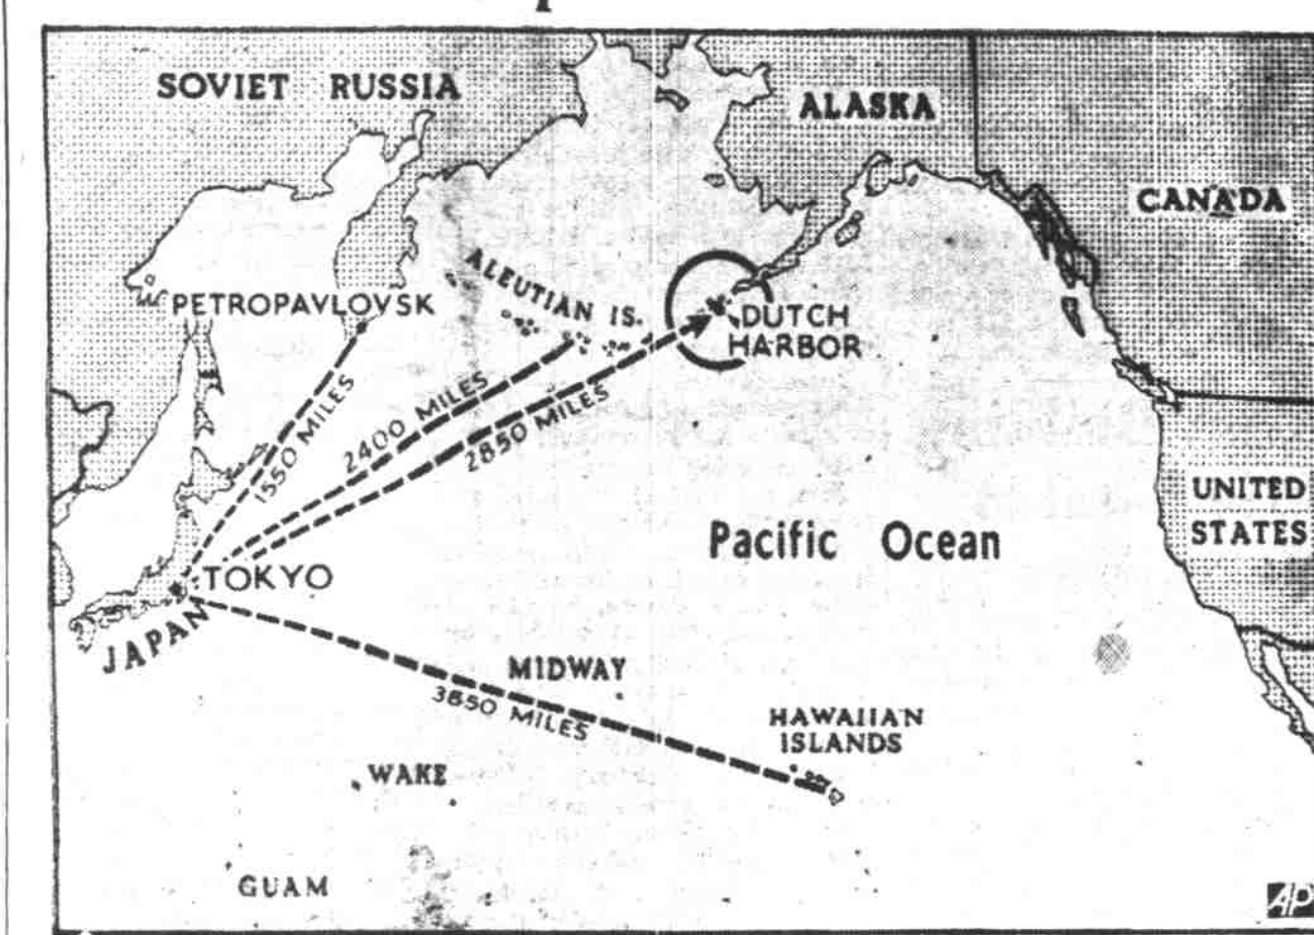 SOVIET RUSSIA
ALASKA
CANADA
ALEUTIAN IS.
PETROPAVLOVSK
DUTCH
HARBOR
1550 MILES
2400 MILES
2850 MILES
UNITED
STATES
Pacific Ocean
TOKYO
JAPAN
MIDWAY
3850 MILES
HAWAIIAN
ISLANDS
WAKE
GUAM
AP